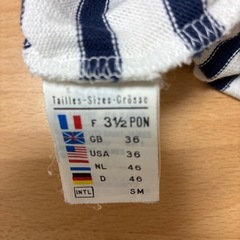 Tailles-Sizes-Grösse
F 3½ PON
GB 36
USA 36
NL 46
D 46
INTL SM